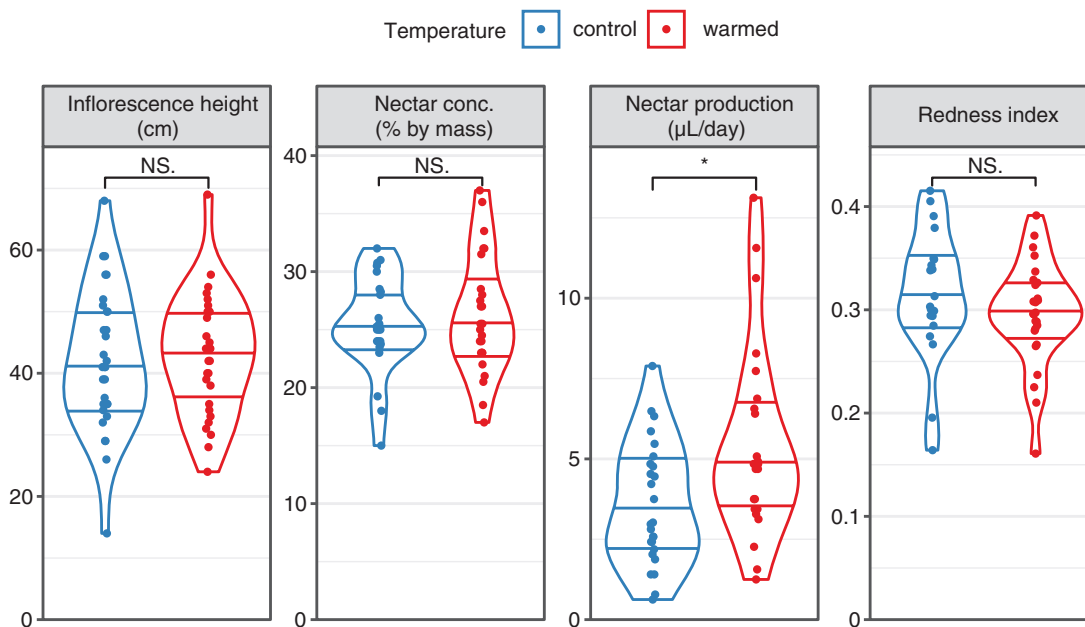 Temperature control warmed
Inflorescence height
(cm)
Nectar conc.
(% by mass)
Nectar production
(µL/day)
Redness index
NS.
NS.
*
NS.
60
40
20
0
40
30
20
10
0
10
5
0
0.4
0.3
0.2
0.1
0